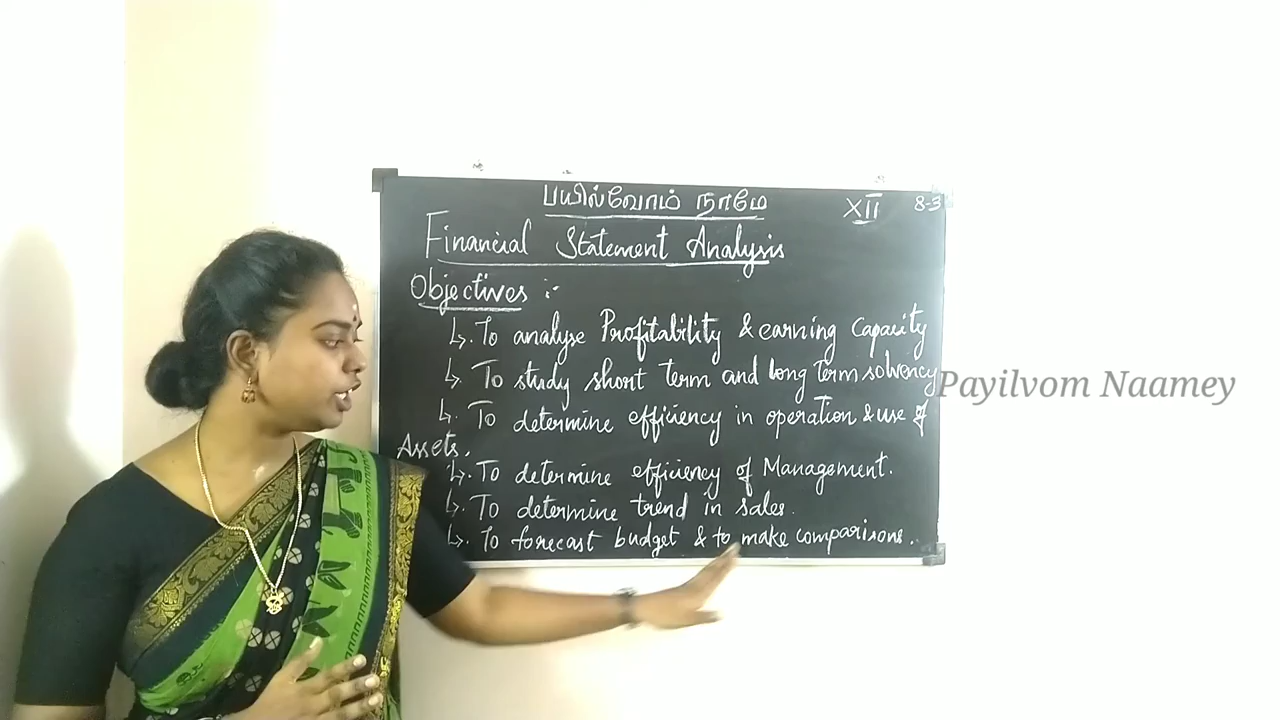 பயில்வோம் நாமே
XII
8-3
Financial Statement Analysis
Objectives :-
↳. To analyse Profitability & earning Capacity
↳ To study short term and long Term solvency
↳. To determine efficiency in operation & use of
Assets.
↳. To determine efficiency of Management.
↳. To determine trend in sales.
↳. To forecast budget & to make comparisons.
Payilvom Naamey